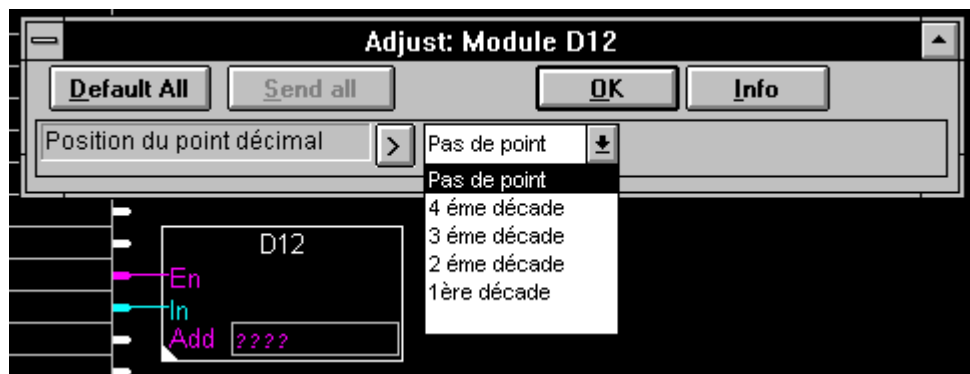 Adjust: Module D12
Default All Send all OK Info
Position du point décimal > Pas de point
Pas de point
4 éme décade
3 éme décade
2 éme décade
1ère décade
D12
En
In
Add ????